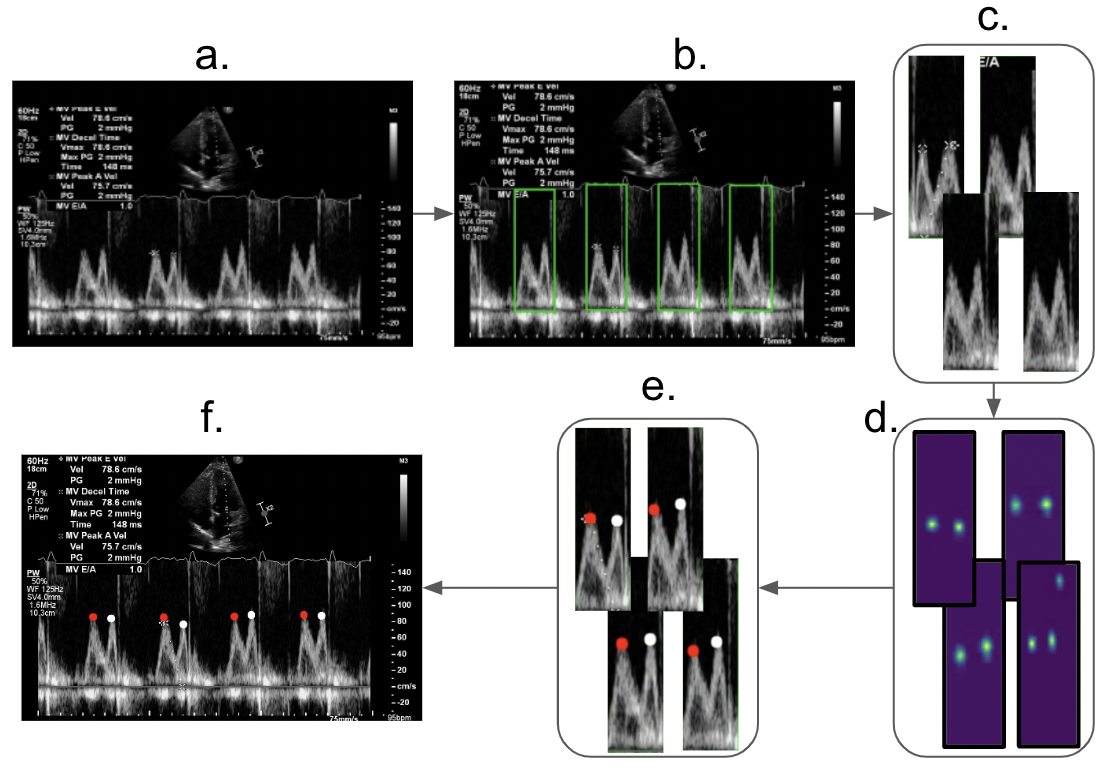 a.
60Hz
18cm
2D
71%
C 50
P Low
HPen
MV Peak E Vel
Vel 78.6 cm/s
PG 2 mmHg
MV Decel Time
Vmax 78.6 cm/s
Max PG 2 mmHg
Time 148 ms
MV Peak A Vel
Vel 75.7 cm/s
PG 2 mmHg
MV E/A 1.0
M3
X2
PW
50%
WF 125Hz
SV4.0mm
1.6MHz
10.3cm
140
120
100
80
60
40
20
cm/s
-20
75mm/s
95bpm
b.
60Hz
18cm
2D
71%
C 50
P Low
HPen
MV Peak E Vel
Vel 78.6 cm/s
PG 2 mmHg
MV Decel Time
Vmax 78.6 cm/s
Max PG 2 mmHg
Time 148 ms
MV Peak A Vel
Vel 75.7 cm/s
PG 2 mmHg
MV E/A 1.0
M3
X2
PW
50%
WF 125Hz
SV4.0mm
1.6MHz
10.3cm
140
120
100
80
60
40
20
cm/s
-20
75mm/s
95bpm
c.
E/A
d.
e.
f.
60Hz
18cm
2D
71%
C 50
P Low
HPen
MV Peak E Vel
Vel 78.6 cm/s
PG 2 mmHg
MV Decel Time
Vmax 78.6 cm/s
Max PG 2 mmHg
Time 148 ms
MV Peak A Vel
Vel 75.7 cm/s
PG 2 mmHg
MV E/A 1.0
M3
X2
PW
50%
WF 125Hz
SV4.0mm
1.6MHz
10.3cm
140
120
100
80
60
40
20
cm/s
-20
75mm/s
95bpm